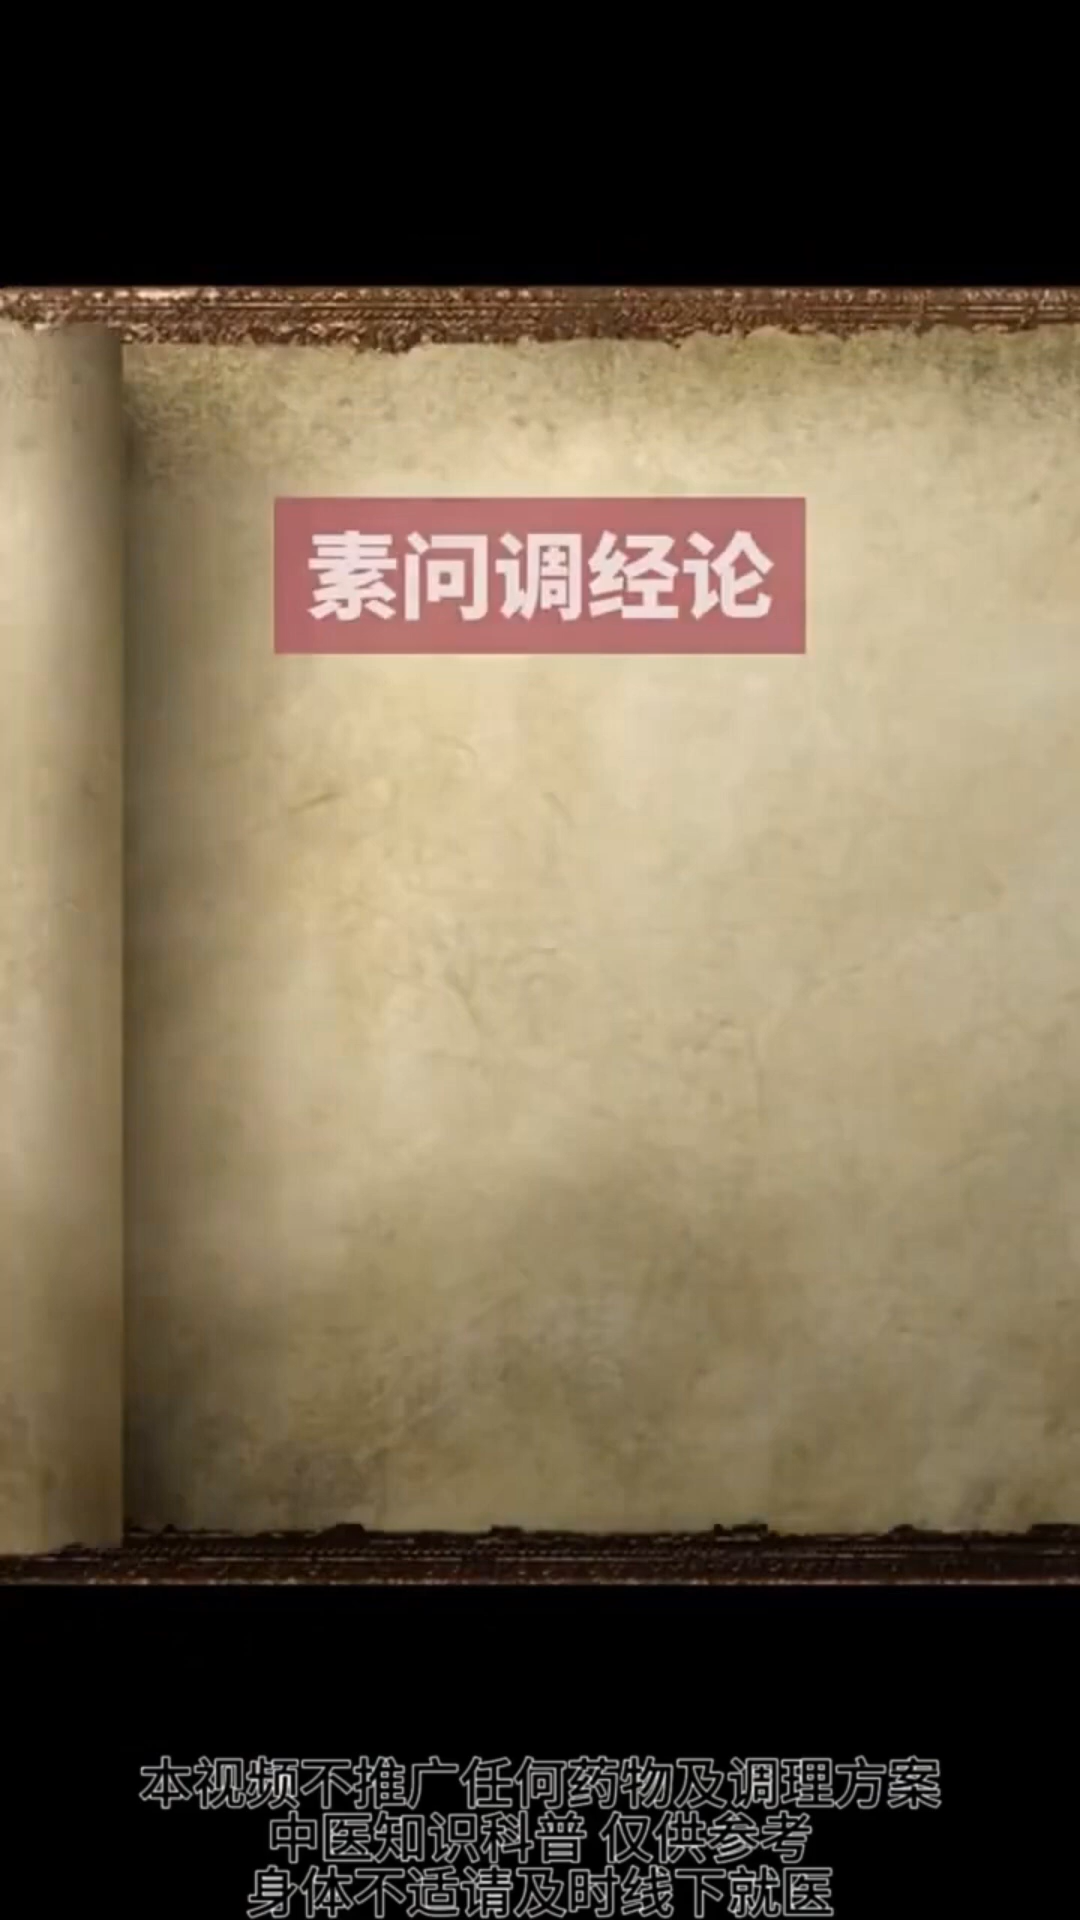 素问调经论
本视频不推广任何药物及调理方案
中医知识科普 仅供参考
身体不适请及时线下就医